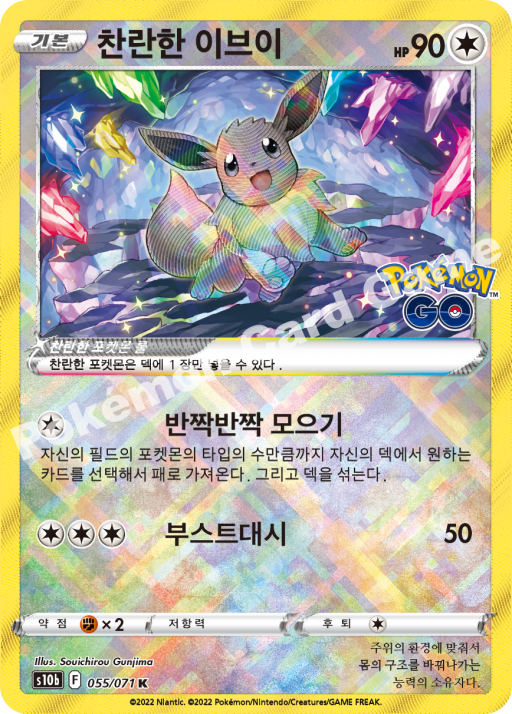 기본 찬란한 이브이 HP 90
Pokémon GO™
찬란한 포켓몬 룰
찬란한 포켓몬은 덱에 1 장만 넣을 수 있다 .
Pokémon Card Online
반짝반짝 모으기
자신의 필드의 포켓몬의 타입의 수만큼까지 자신의 덱에서 원하는
카드를 선택해서 패로 가져온다. 그리고 덱을 섞는다.
부스트대시 50
약 점 ×2 저항력 후 퇴
Illus. Souichirou Gunjima
s10b F 055/071 K
주위의 환경에 맞춰서
몸의 구조를 바꿔나가는
능력의 소유자다.
©2022 Niantic. ©2022 Pokémon/Nintendo/Creatures/GAME FREAK.